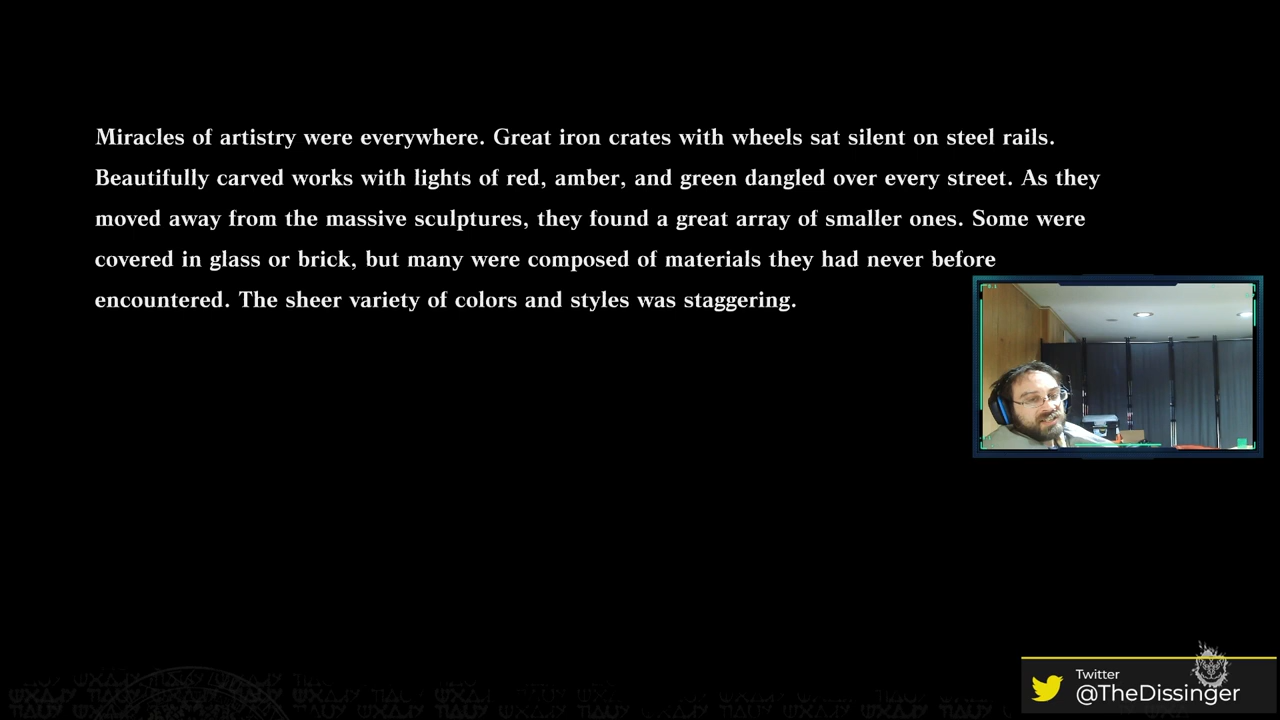 Miracles of artistry were everywhere. Great iron crates with wheels sat silent on steel rails.
Beautifully carved works with lights of red, amber, and green dangled over every street. As they
moved away from the massive sculptures, they found a great array of smaller ones. Some were
covered in glass or brick, but many were composed of materials they had never before
encountered. The sheer variety of colors and styles was staggering.
Twitter
@TheDissinger